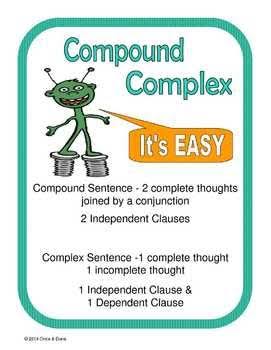 Compound
Complex
It's EASY
Compound Sentence - 2 complete thoughts
joined by a conjunction
2 Independent Clauses
Complex Sentence -1 complete thought
1 incomplete thought
1 Independent Clause &
1 Dependent Clause
© 2014